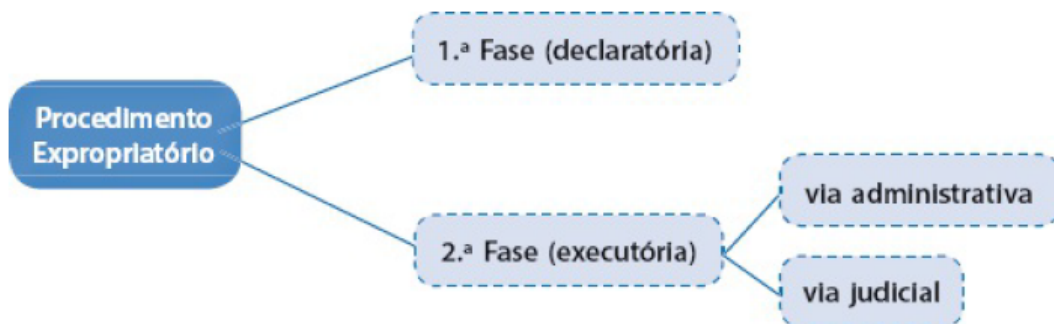 Procedimento
Expropriatório
1.ª Fase (declaratória)
2.ª Fase (executória)
via administrativa
via judicial